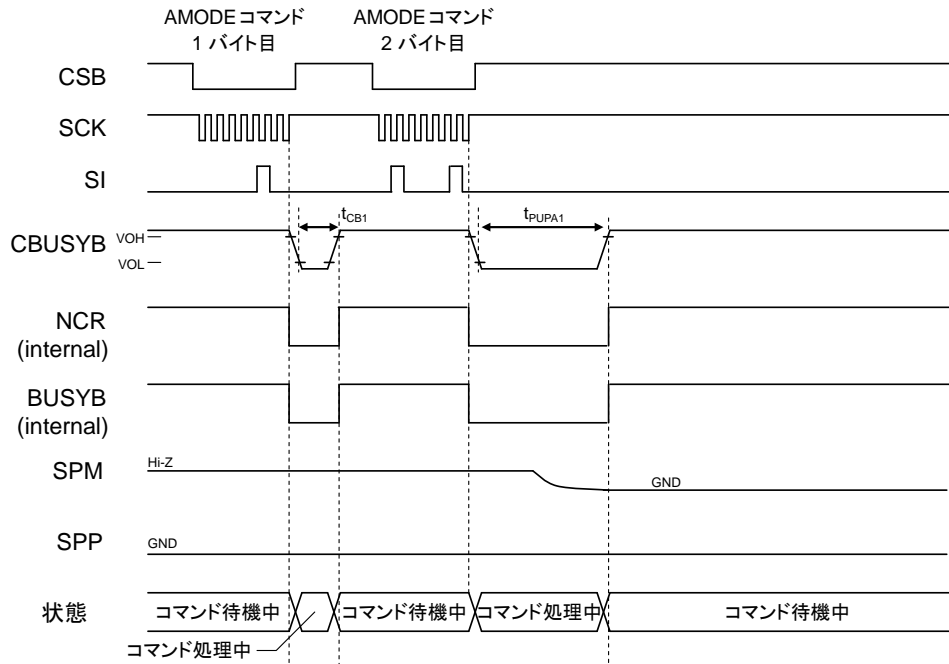 AMODEコマンド
1 バイト目
AMODEコマンド
2 バイト目
CSB
SCK
SI
tCB1
tPUPA1
CBUSYB
VOH
VOL
NCR
(internal)
BUSYB
(internal)
SPM
Hi-Z
GND
SPP
GND
状態
コマンド待機中
コマンド待機中
コマンド処理中
コマンド待機中
コマンド処理中